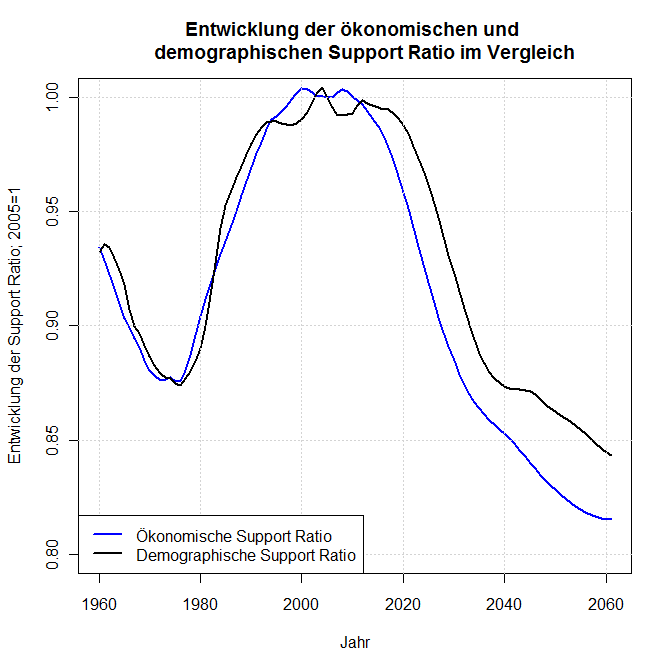 Entwicklung der ökonomischen und
demographischen Support Ratio im Vergleich
Entwicklung der Support Ratio; 2005=1
1.00
0.95
0.90
0.85
0.80
Ökonomische Support Ratio
Demographische Support Ratio
1960 1980 2000 2020 2040 2060
Jahr